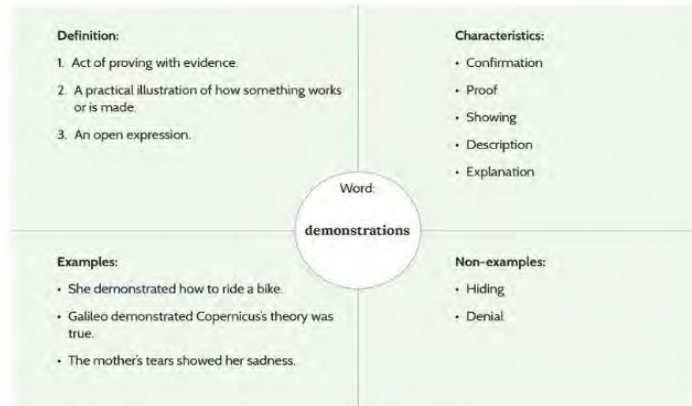 Definition:
1. Act of proving with evidence.
2. A practical illustration of how something works
or is made.
3. An open expression.
Characteristics:
• Confirmation
• Proof
• Showing
• Description
• Explanation
Word:
demonstrations
Examples:
• She demonstrated how to ride a bike.
• Galileo demonstrated Copernicus's theory was
true.
• The mother's tears showed her sadness.
Non-examples:
• Hiding
• Denial